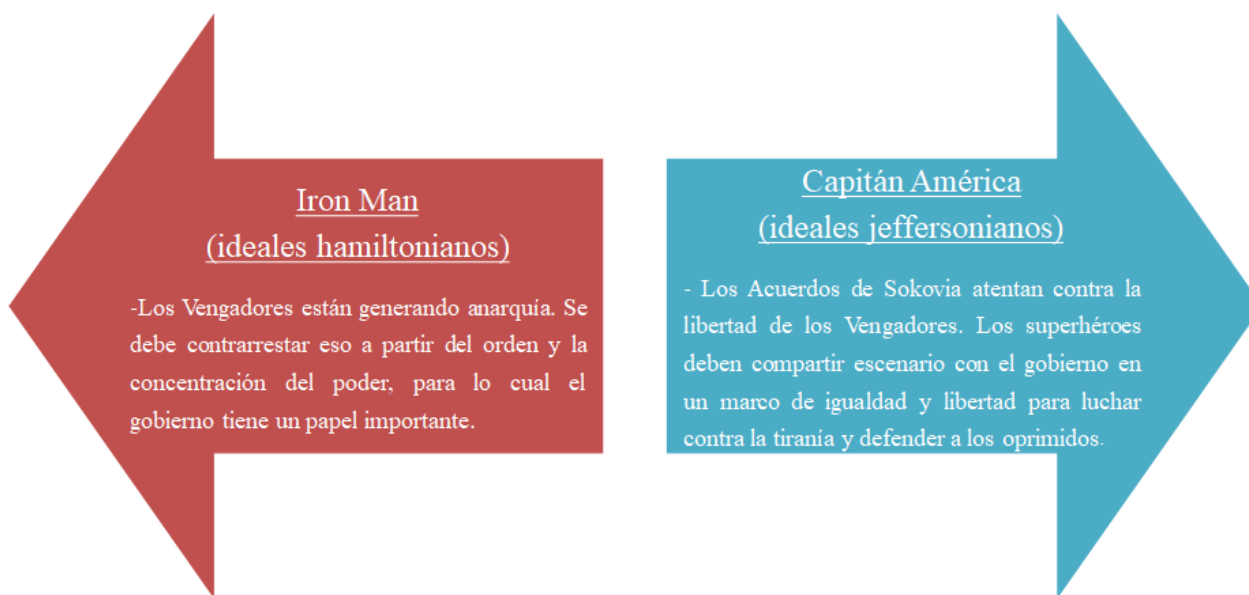 Iron Man
(ideales hamiltonianos)
-Los Vengadores están generando anarquía. Se
debe contrarrestar eso a partir del orden y la
concentración del poder, para lo cual el
gobierno tiene un papel importante.
Capitán América
(ideales jeffersonianos)
- Los Acuerdos de Sokovia atentan contra la
libertad de los Vengadores. Los superhéroes
deben compartir escenario con el gobierno en
un marco de igualdad y libertad para luchar
contra la tiranía y defender a los oprimidos.